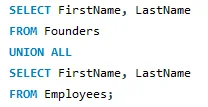 SELECT FirstName, LastName
FROM Founders
UNION ALL
SELECT FirstName, LastName
FROM Employees;